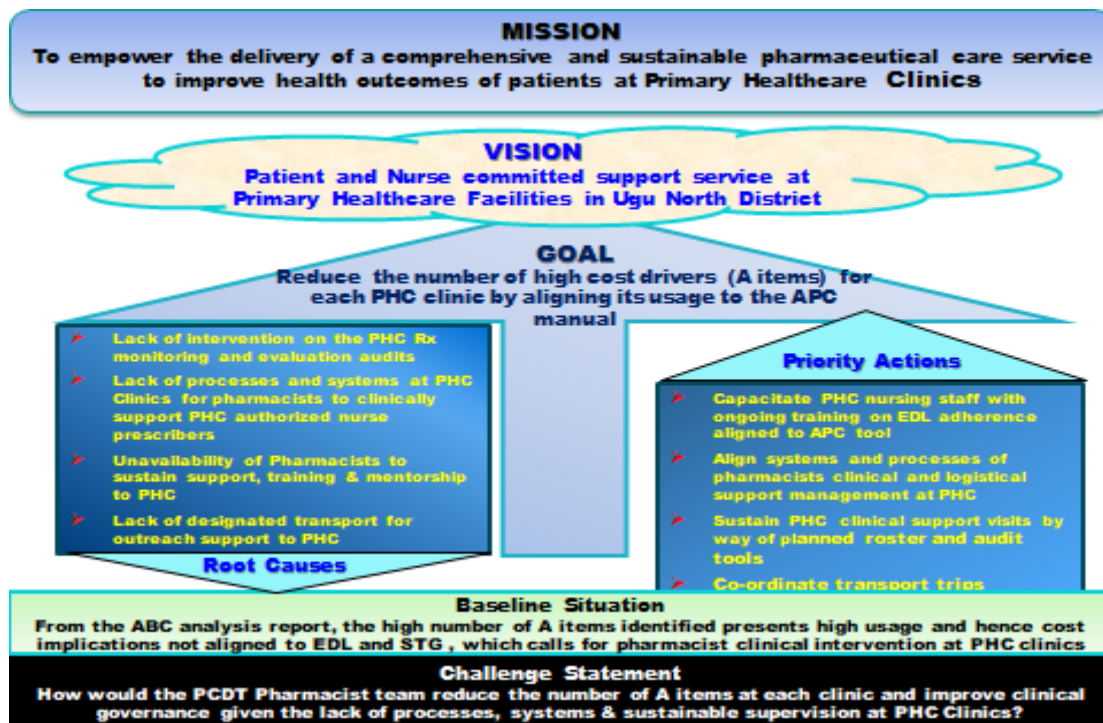 MISSION
To empower the delivery of a comprehensive and sustainable pharmaceutical care service
to improve health outcomes of patients at Primary Healthcare Clinics
VISION
Patient and Nurse committed support service at
Primary Healthcare Facilities in Ugu North District
GOAL
Reduce the number of high cost drivers (A items) for
each PHC clinic by aligning its usage to the APC
manual
Lack of intervention on the PHC Rx
monitoring and evaluation audits
Lack of processes and systems at PHC
Clinics for pharmacists to clinically
support PHC authorized nurse
prescribers
Unavailability of Pharmacists to
sustain support, training & mentorship
to PHC
Lack of designated transport for
outreach support to PHC
Root Causes
Priority Actions
Capacitate PHC nursing staff with
ongoing training on EDL adherence
aligned to APC tool
Align systems and processes of
pharmacists clinical and logistical
support management at PHC
Sustain PHC clinical support visits by
way of planned roster and audit
tools
Co-ordinate transport trips
Baseline Situation
From the ABC analysis report, the high number of A items identified presents high usage and hence cost
implications not aligned to EDL and STG , which calls for pharmacist clinical intervention at PHC clinics
Challenge Statement
How would the PCDT Pharmacist team reduce the number of A items at each clinic and improve clinical
governance given the lack of processes, systems & sustainable supervision at PHC Clinics?